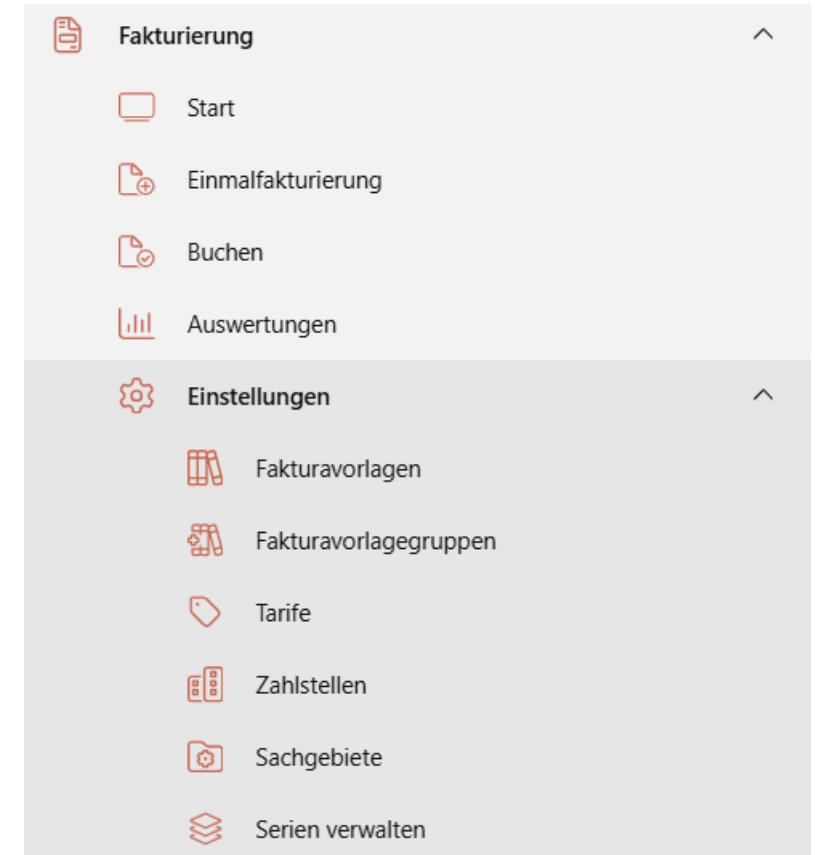 Fakturierung
Start
Einmalfakturierung
Buchen
Auswertungen
Einstellungen
Fakturavorlagen
Fakturavorlagegruppen
Tarife
Zahlstellen
Sachgebiete
Serien verwalten